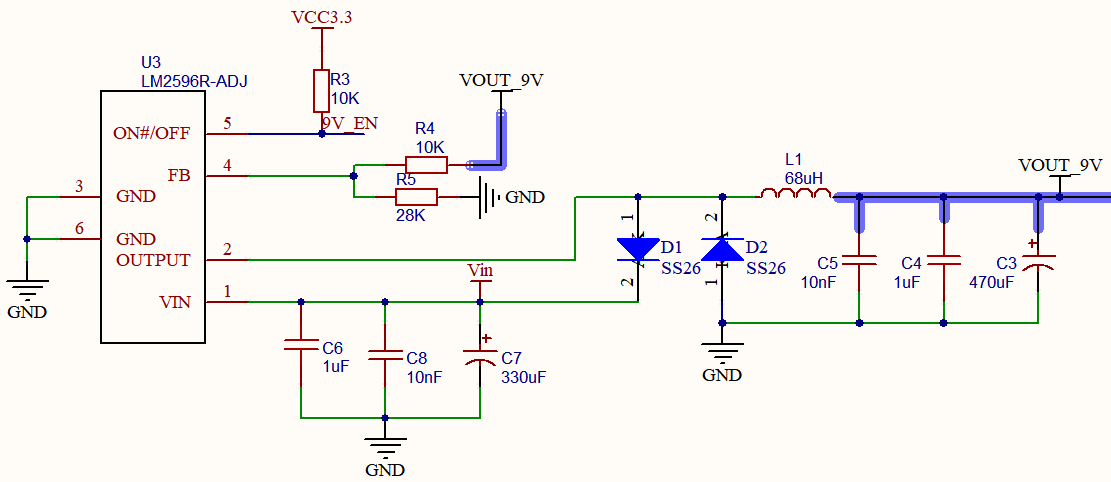 VCC3.3
U3
LM2596R-ADJ
R3
10K
VOUT_9V
ON#/OFF
5
9V_EN
R4
10K
FB
4
R5
28K
GND
3
GND
6
GND
OUTPUT
2
VIN
1
GND
Vin
L1
68uH
VOUT_9V
1
2
D1
SS26
2
1
D2
SS26
C5
10nF
C4
1uF
C3
470uF
+
GND
C6
1uF
C8
10nF
C7
330uF
+
GND